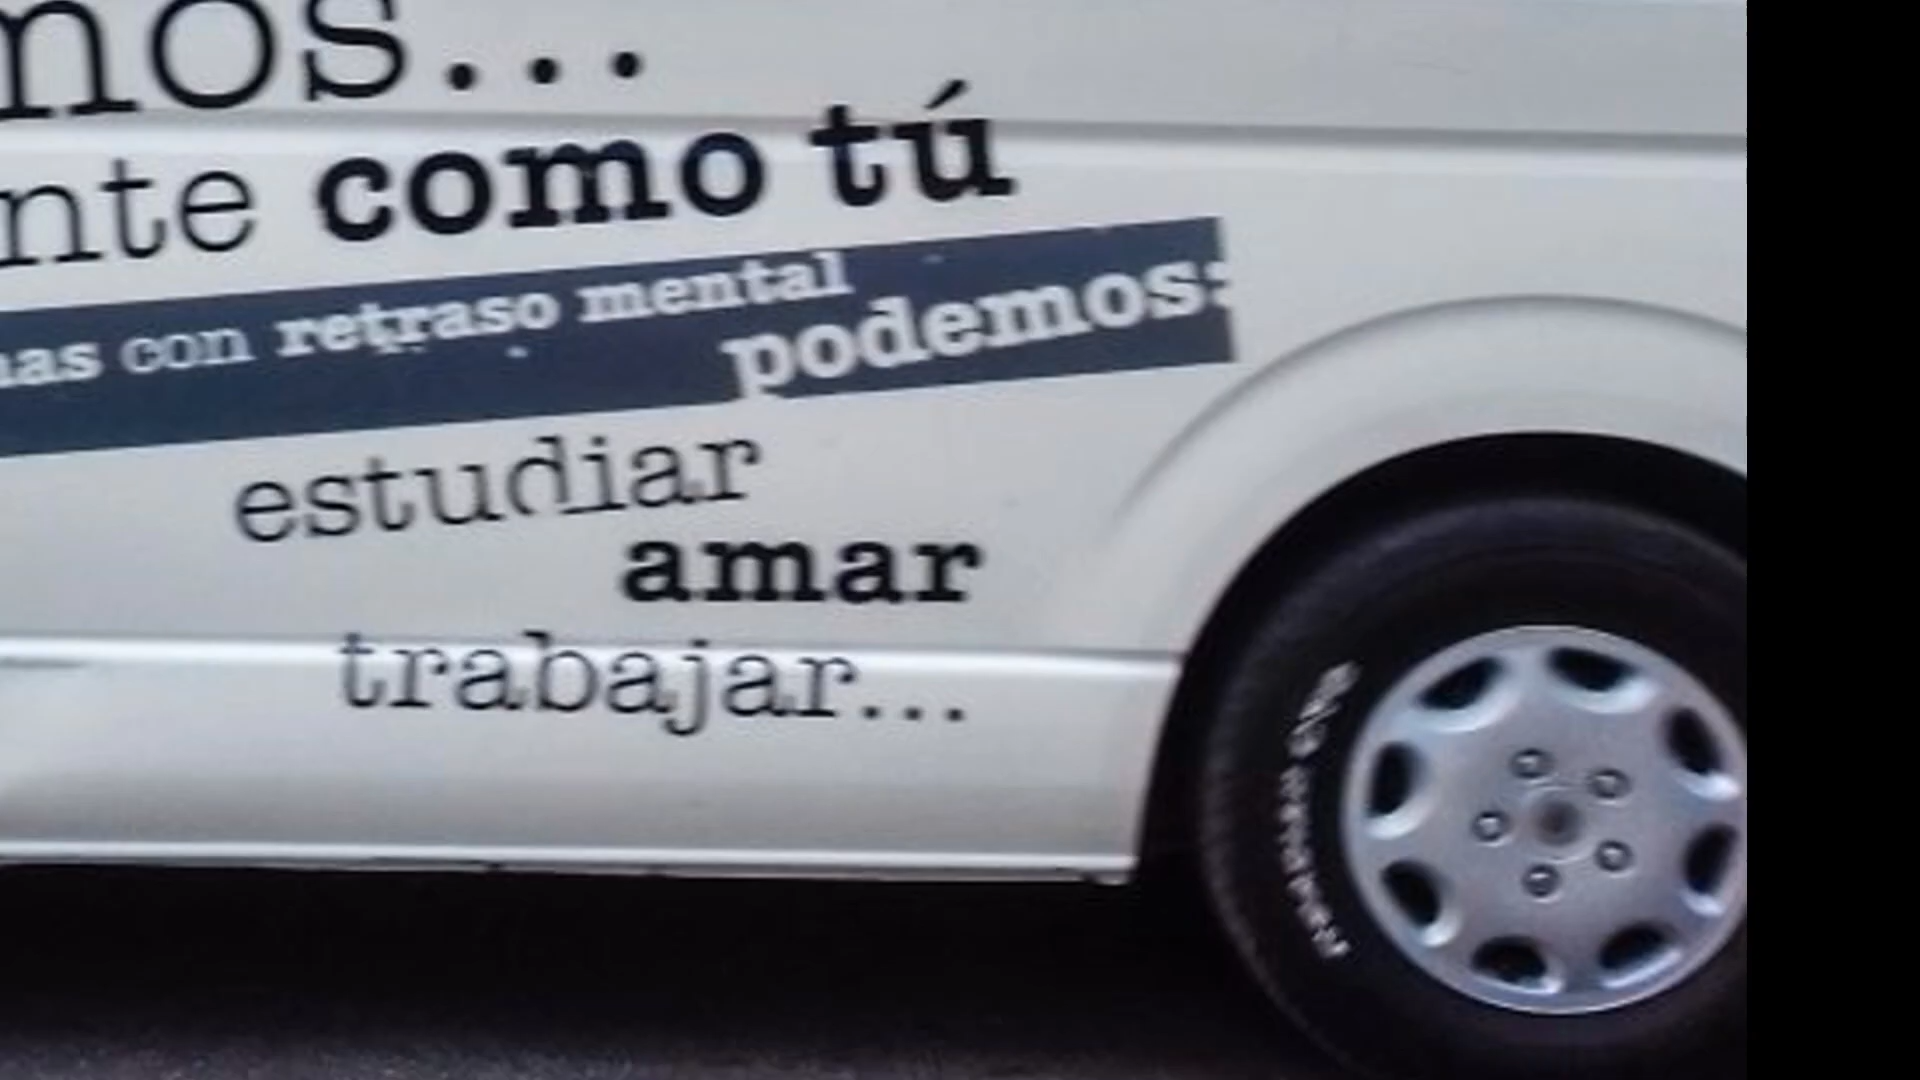 mos...
nte como tú
nas con retraso mental
podemos:
estudiar
amar
trabajar...